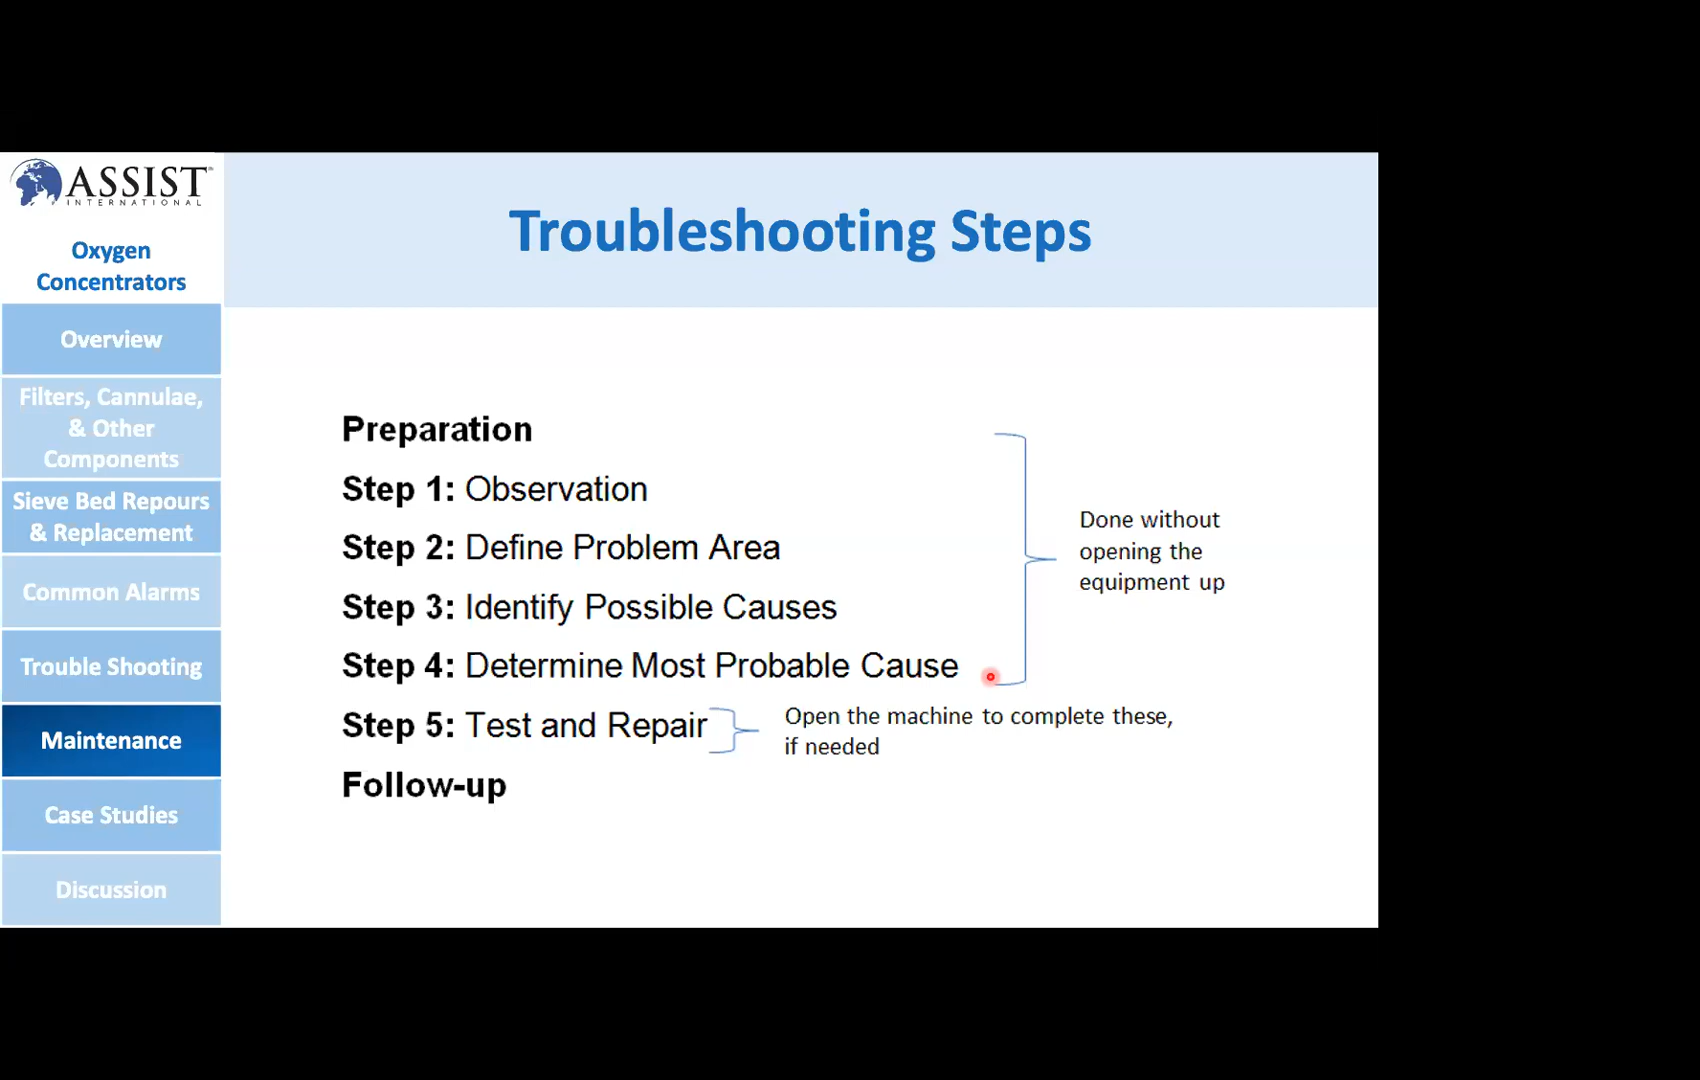 ASSIST
INTERNATIONAL
Oxygen
Concentrators
Overview
Filters, Cannulae,
& Other
Components
Sieve Bed Repours
& Replacement
Common Alarms
Trouble Shooting
Maintenance
Case Studies
Discussion
Troubleshooting Steps
Preparation
Step 1: Observation
Step 2: Define Problem Area
Step 3: Identify Possible Causes
Step 4: Determine Most Probable Cause
Step 5: Test and Repair
Follow-up
Done without
opening the
equipment up
Open the machine to complete these,
if needed